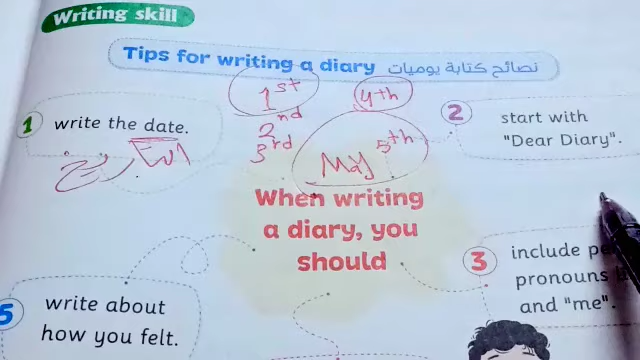 Writing skill
Tips for writing a diary نصائح كتابة يوميات
1st
4th
2nd
3rd
May 5th
1 write the date.
التاريخ
2 start with
"Dear Diary".
When writing
a diary, you
should
3 include
pronouns
and "me".
5 write about
how you felt.